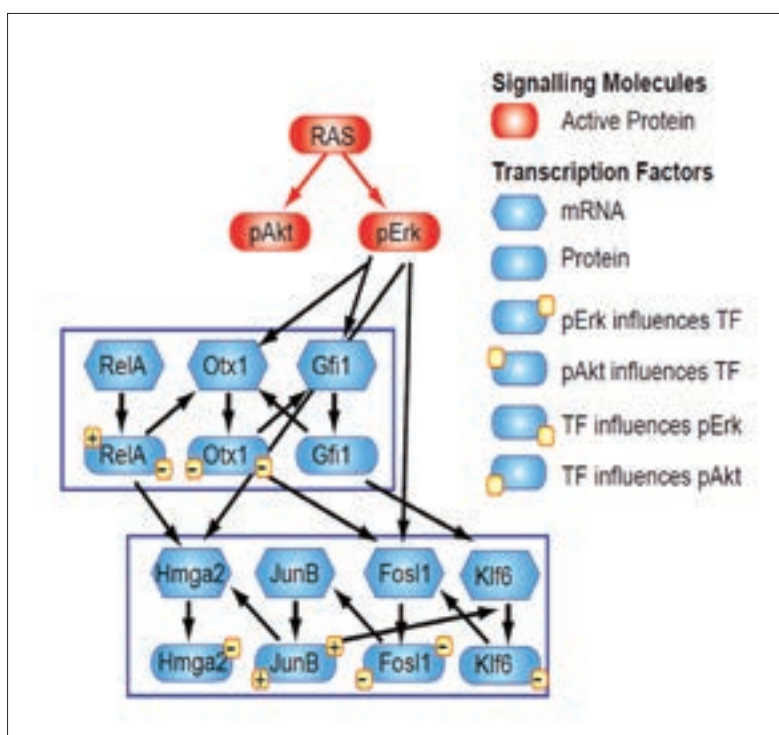 Signalling Molecules
Active Protein
Transcription Factors
mRNA
Protein
pErk influences TF
pAkt influences TF
TF influences pErk
TF influences pAkt
RAS
pAkt pErk
RelA Otx1 Gfi1
+
RelA Otx1 Gfi1
- - -
Hmga2 JunB Fosl1 Klf6
- + -
Hmga2 JunB Fosl1 Klf6
+ - -